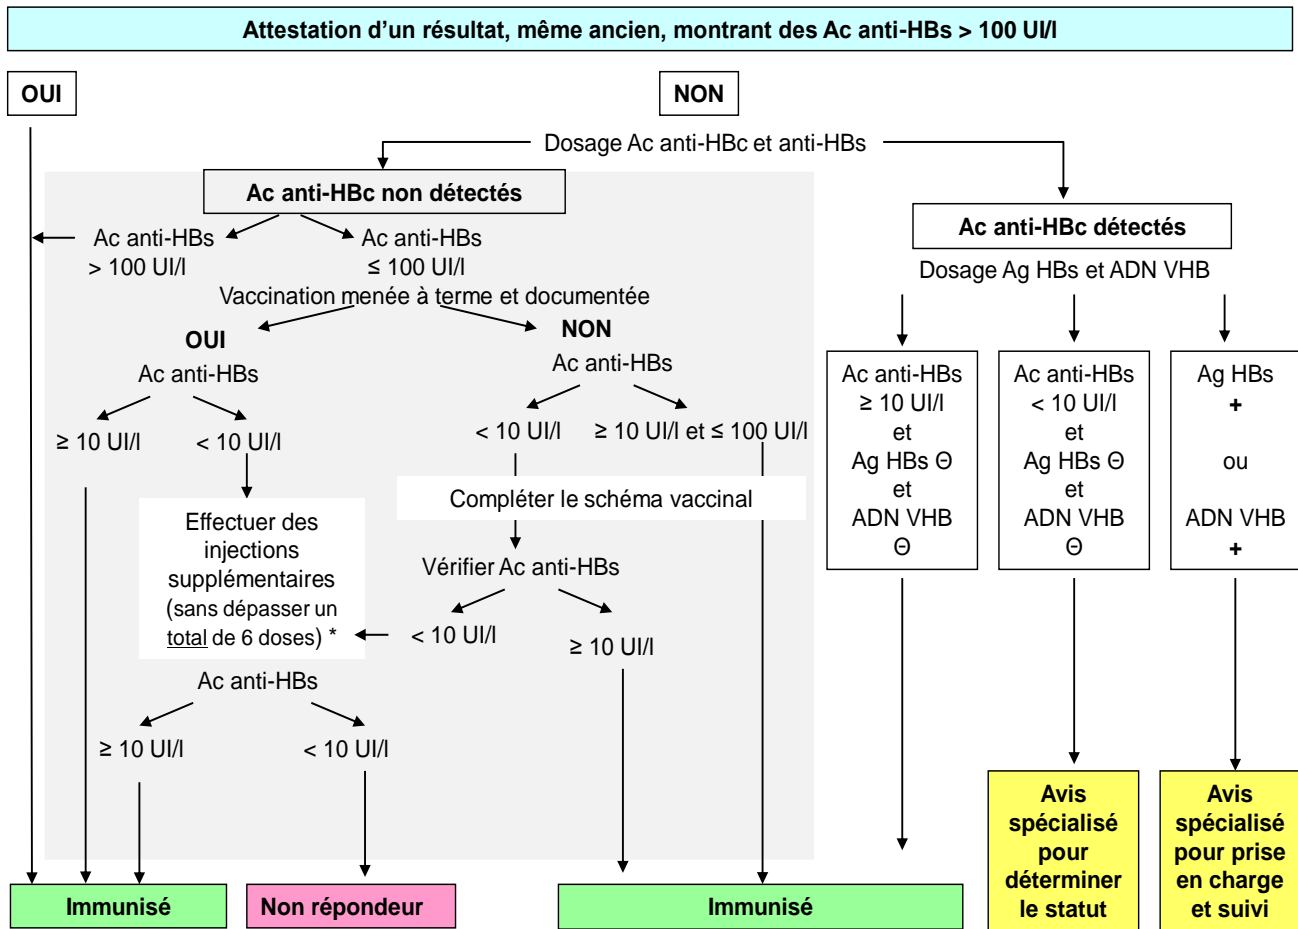 Attestation d'un résultat, même ancien, montrant des Ac anti-HBs > 100 UI/l
OUI
NON
Dosage Ac anti-HBc et anti-HBs
Ac anti-HBc non détectés
Ac anti-HBs
> 100 UI/l
Ac anti-HBs
≤ 100 UI/l
Vaccination menée à terme et documentée
OUI
Ac anti-HBs
≥ 10 UI/l
< 10 UI/l
Effectuer des
injections
supplémentaires
(sans dépasser un
total de 6 doses) *
NON
Ac anti-HBs
< 10 UI/l
≥ 10 UI/l et ≤ 100 UI/l
Compléter le schéma vaccinal
Vérifier Ac anti-HBs
< 10 UI/l
≥ 10 UI/l
Ac anti-HBs
≥ 10 UI/l
< 10 UI/l
Ac anti-HBc détectés
Dosage Ag HBs et ADN VHB
Ac anti-HBs
≥ 10 UI/l
et
Ag HBs Θ
et
ADN VHB
Θ
Ac anti-HBs
< 10 UI/l
et
Ag HBs Θ
et
ADN VHB
Θ
Ag HBs
+
ou
ADN VHB
+
Immunisé
Non répondeur
Immunisé
Avis
spécialisé
pour
déterminer
le statut
Avis
spécialisé
pour prise
en charge
et suivi